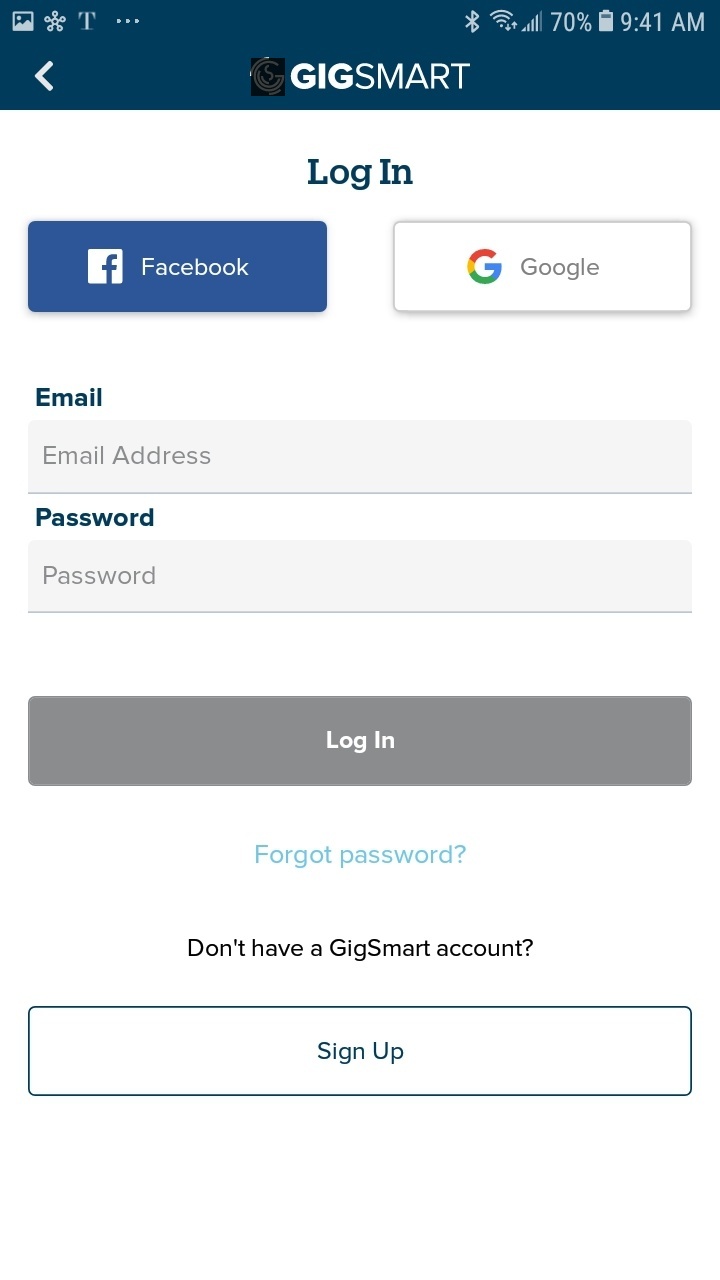 T ... 70% 9:41 AM
GIGSMART
Log In
Facebook
Google
Email
Email Address
Password
Password
Log In
Forgot password?
Don't have a GigSmart account?
Sign Up